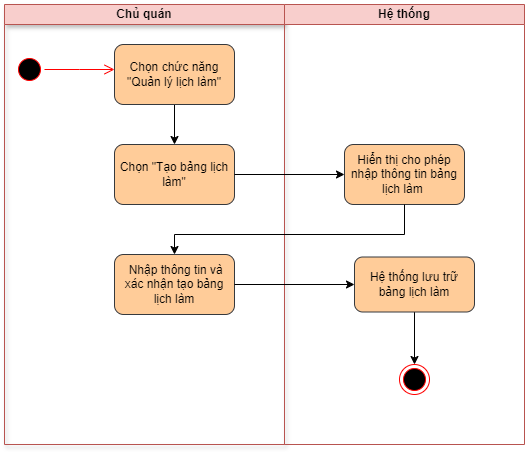 Chủ quán
Hệ thống
Chọn chức năng
"Quản lý lịch làm"
Chọn "Tạo bảng lịch
làm"
Hiển thị cho phép
nhập thông tin bảng
lịch làm
Nhập thông tin và
xác nhận tạo bảng
lịch làm
Hệ thống lưu trữ
bảng lịch làm